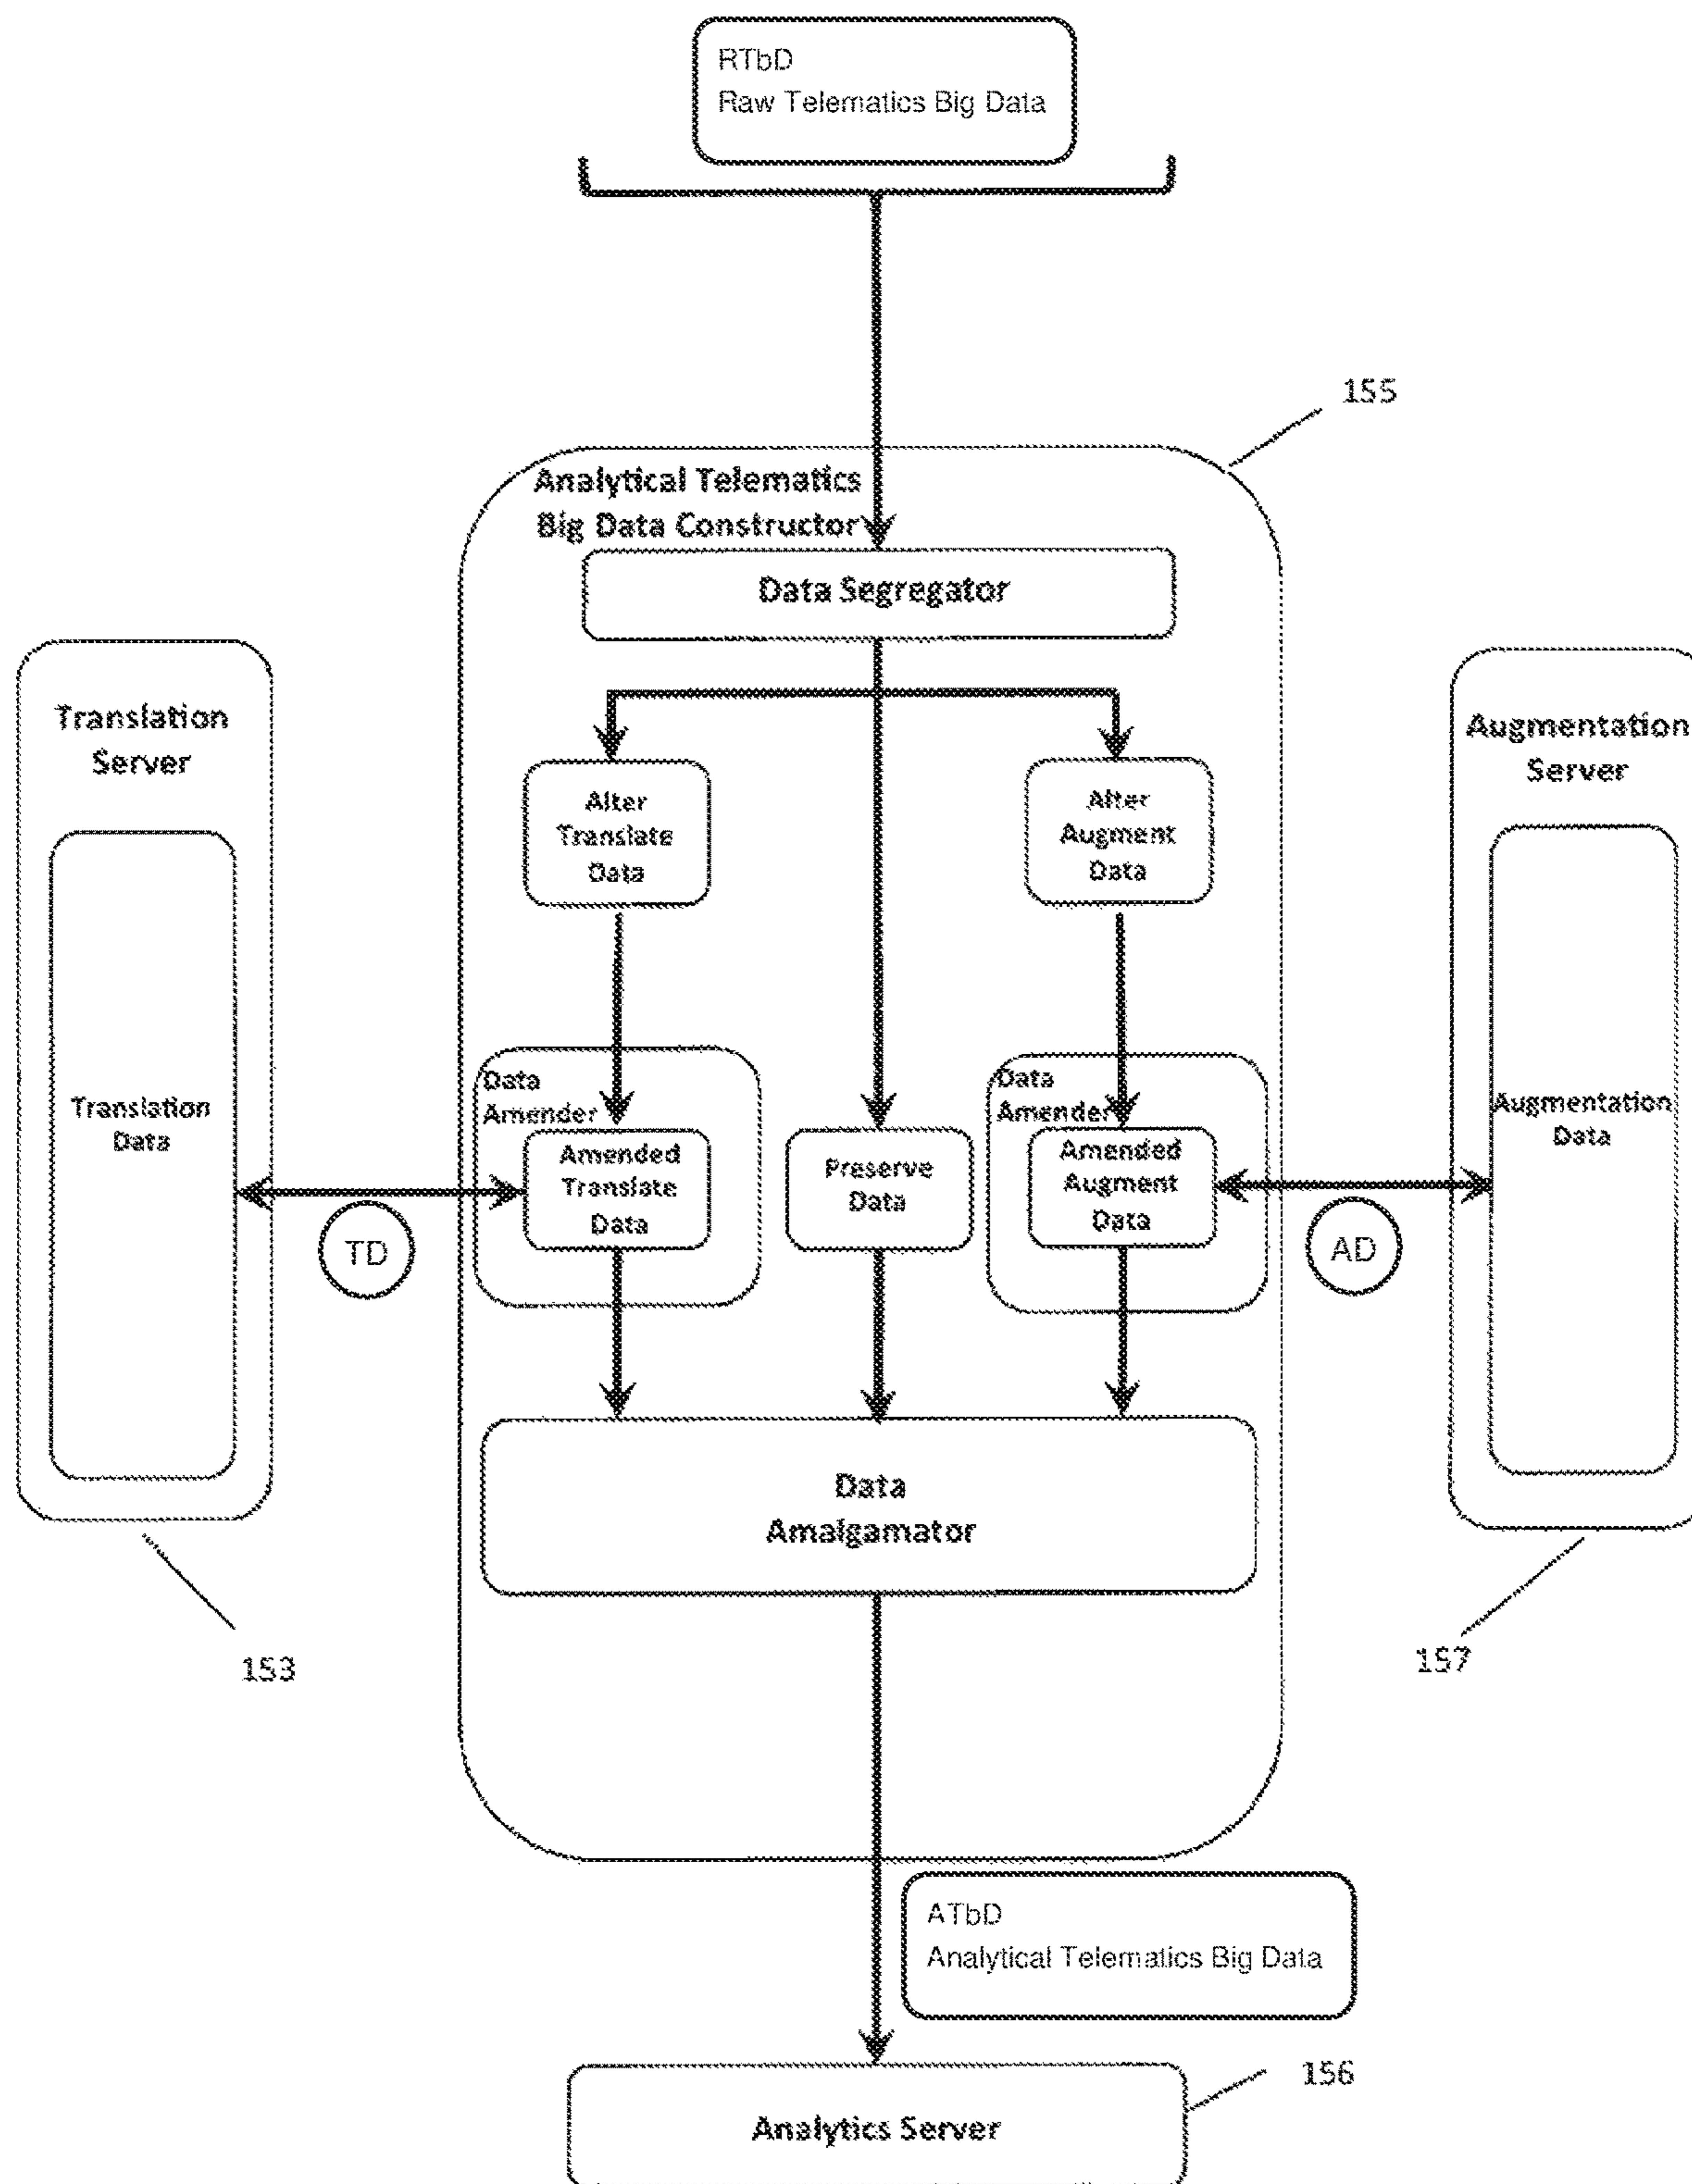 RTbD
Raw Telematics Big Data
155
Analytical Telematics
Big Data Constructor
Data Segregator
Translation
Server
Augmentation
Server
Alter
Translate
Data
Alter
Augment
Data
Translation
Data
Data
Amender
Amended
Translate
Data
Preserve
Data
Data
Amender
Amended
Augment
Data
Augmentation
Data
TD
AD
Data
Amalgamator
153
157
ATbD
Analytical Telematics Big Data
156
Analytics Server